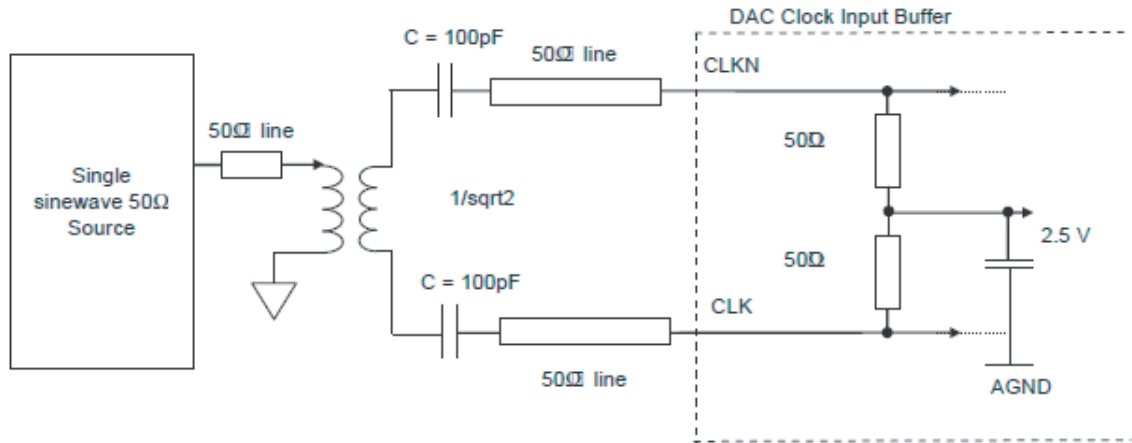 DAC Clock Input Buffer
C = 100pF
50Ω line
CLKN
50Ω line
50Ω
Single
sinewave 50Ω
Source
1/sqrt2
2.5 V
50Ω
C = 100pF
CLK
50Ω line
AGND